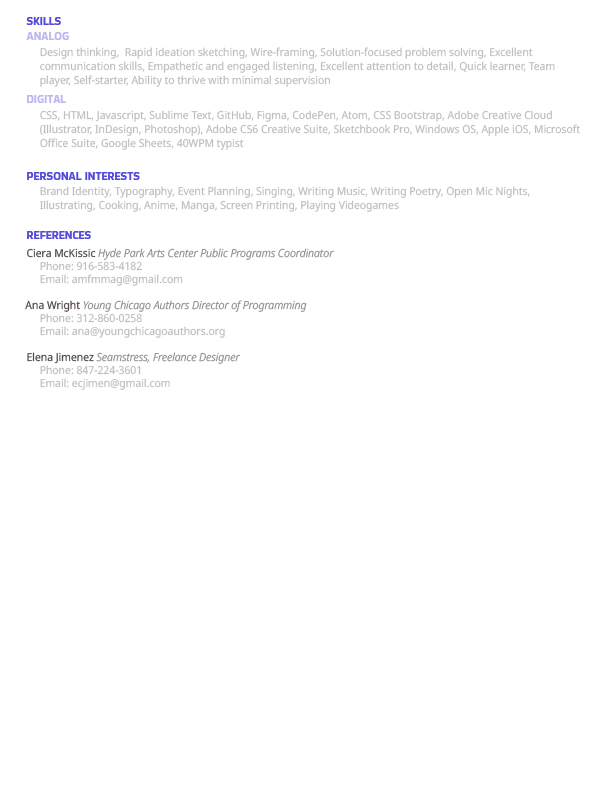 SKILLS
ANALOG
Design thinking,  Rapid ideation sketching, Wire-framing, Solution-focused problem solving, Excellent
communication skills, Empathetic and engaged listening, Excellent attention to detail, Quick learner, Team
player, Self-starter, Ability to thrive with minimal supervision
DIGITAL
CSS, HTML, Javascript, Sublime Text, GitHub, Figma, CodePen, Atom, CSS Bootstrap, Adobe Creative Cloud
(Illustrator, InDesign, Photoshop), Adobe CS6 Creative Suite, Sketchbook Pro, Windows OS, Apple iOS, Microsoft
Office Suite, Google Sheets, 40WPM typist
PERSONAL INTERESTS
Brand Identity, Typography, Event Planning, Singing, Writing Music, Writing Poetry, Open Mic Nights,
Illustrating, Cooking, Anime, Manga, Screen Printing, Playing Videogames
REFERENCES
Ciera McKissic Hyde Park Arts Center Public Programs Coordinator
Phone: 916-583-4182
Email: amfmmag@gmail.com
Ana Wright Young Chicago Authors Director of Programming
Phone: 312-860-0258
Email: ana@youngchicagoauthors.org
Elena Jimenez Seamstress, Freelance Designer
Phone: 847-224-3601
Email: ecjimen@gmail.com